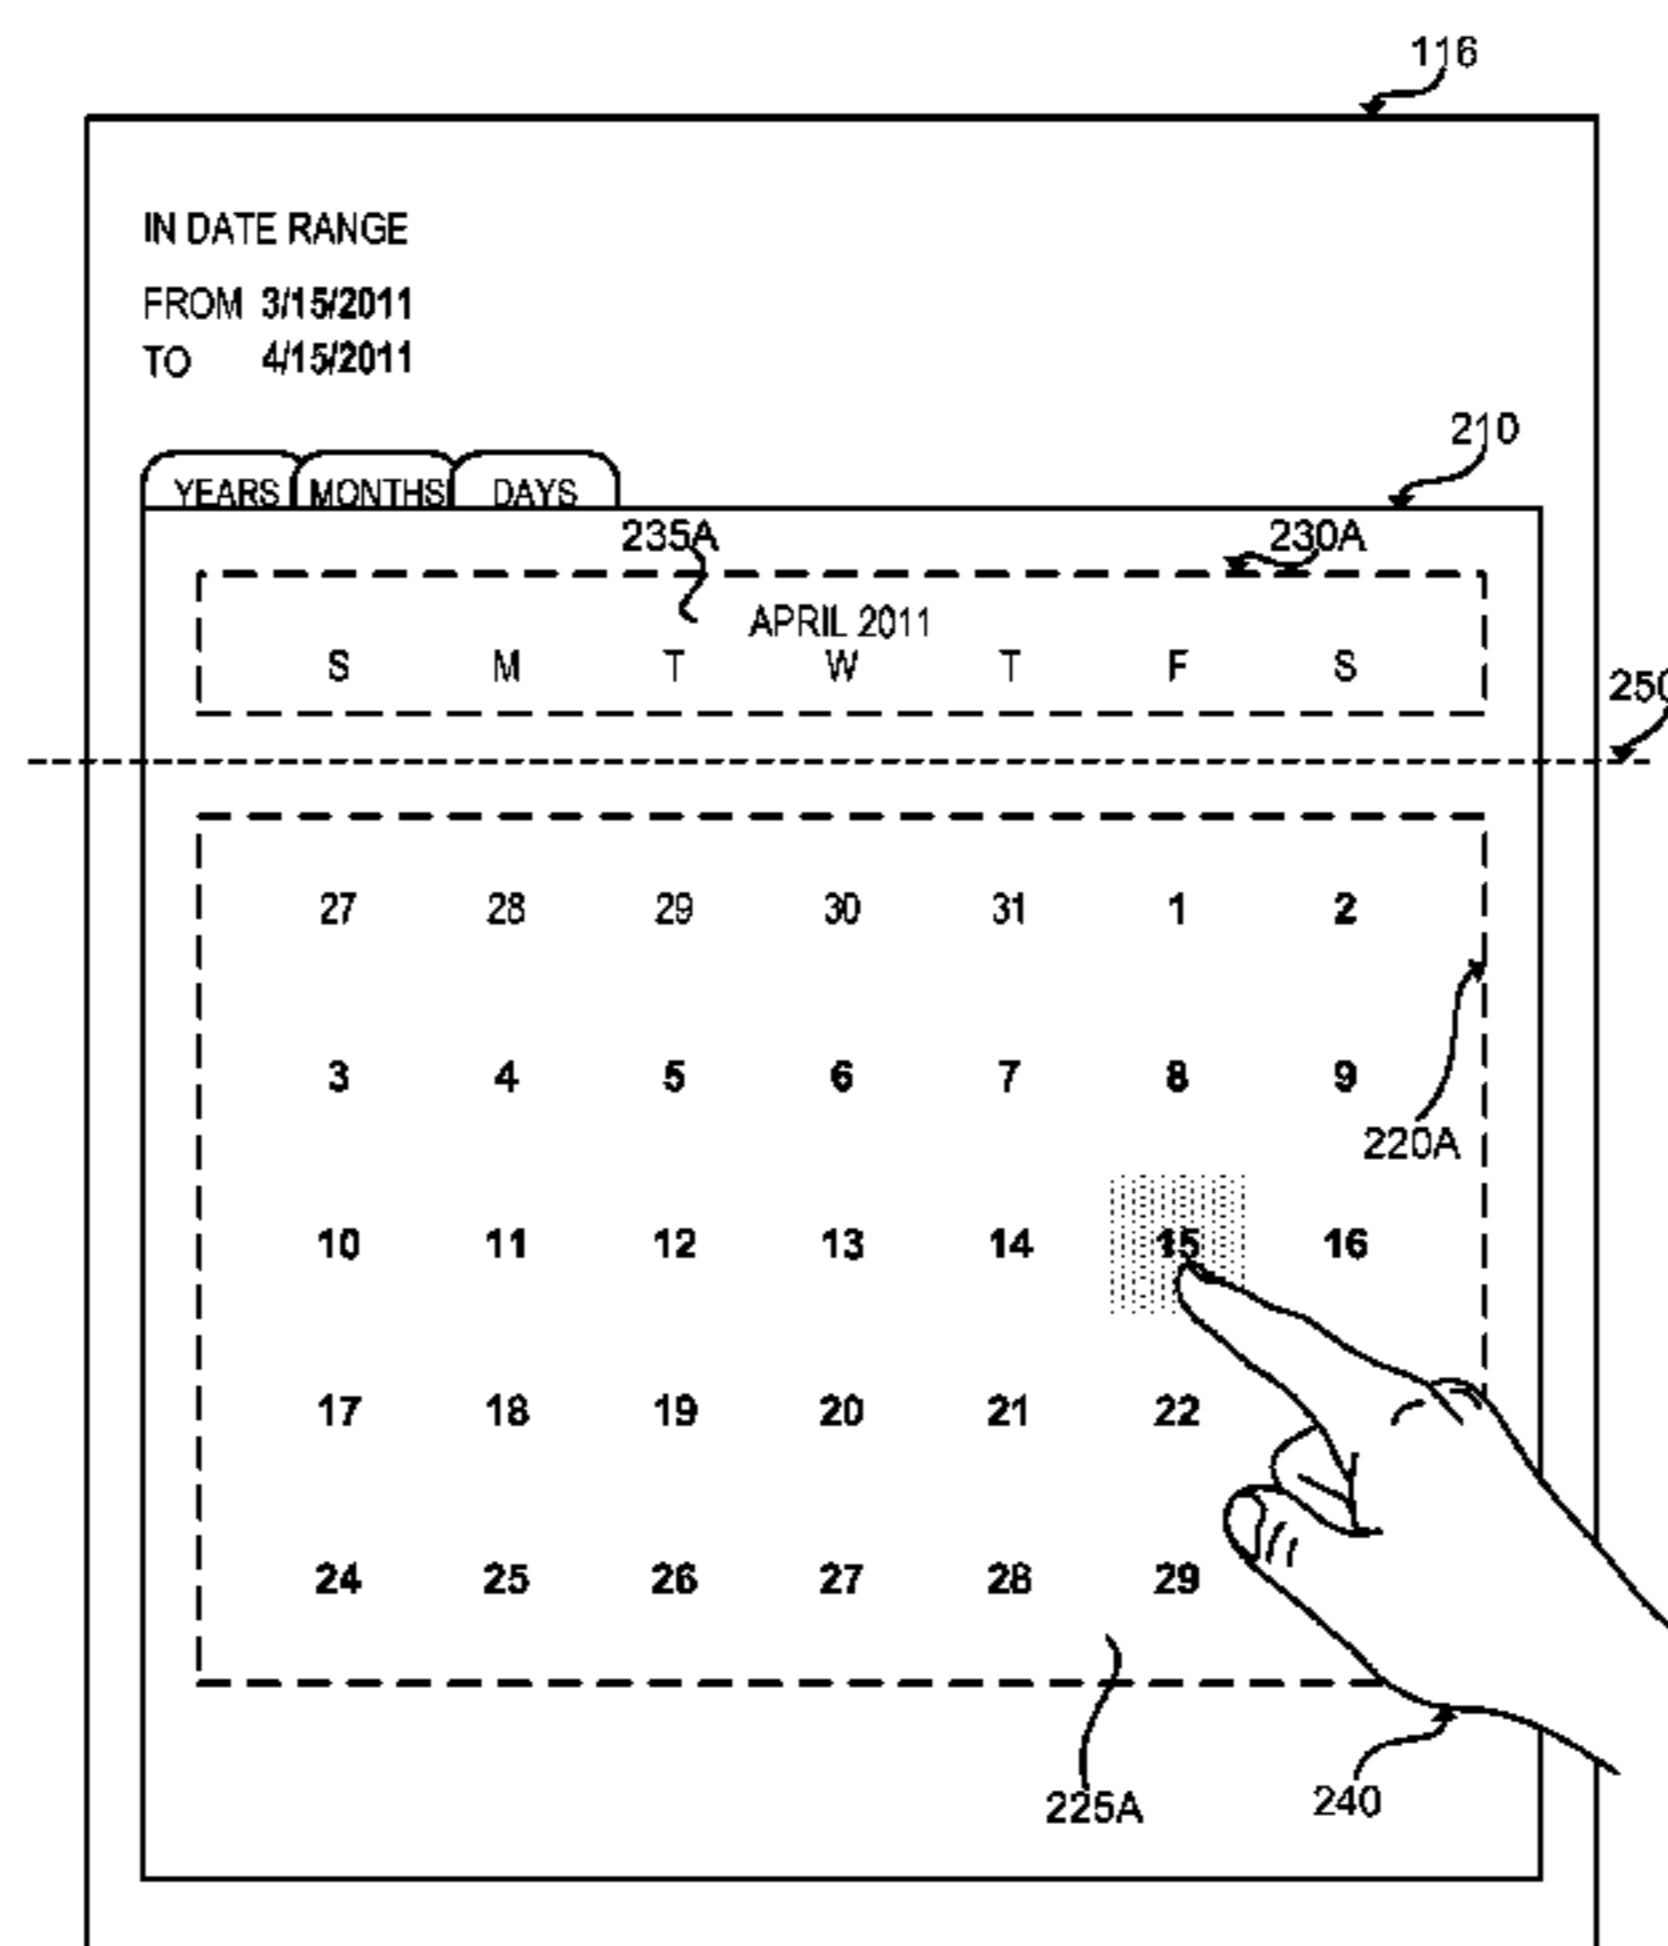 116
IN DATE RANGE
FROM 3/15/2011
TO 4/15/2011
210
YEARS MONTHS DAYS
235A 230A
APRIL 2011
S M T W T F S
250
27 28 29 30 31 1 2
3 4 5 6 7 8 9
220A
10 11 12 13 14 15 16
17 18 19 20 21 22
24 25 26 27 28 29
225A 240